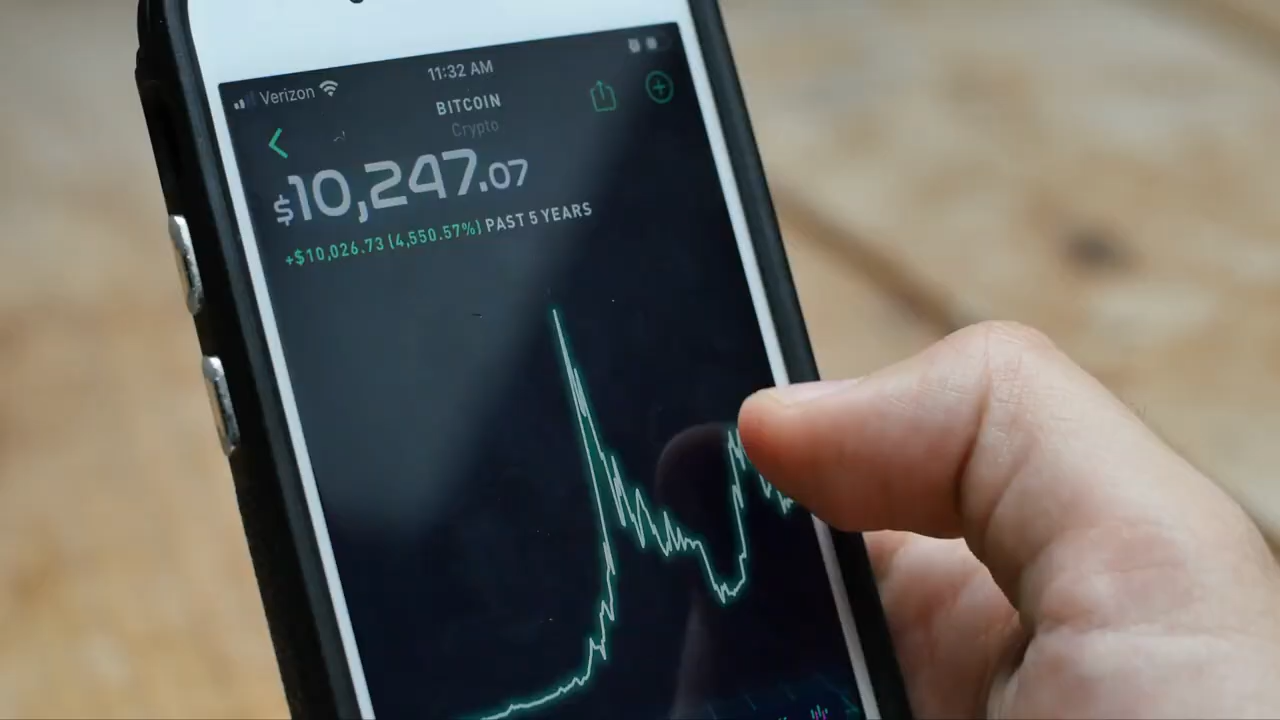 Verizon
11:32 AM
BITCOIN
Crypto
$10,247.07
+$10,026.73 (4,550.57%) PAST 5 YEARS